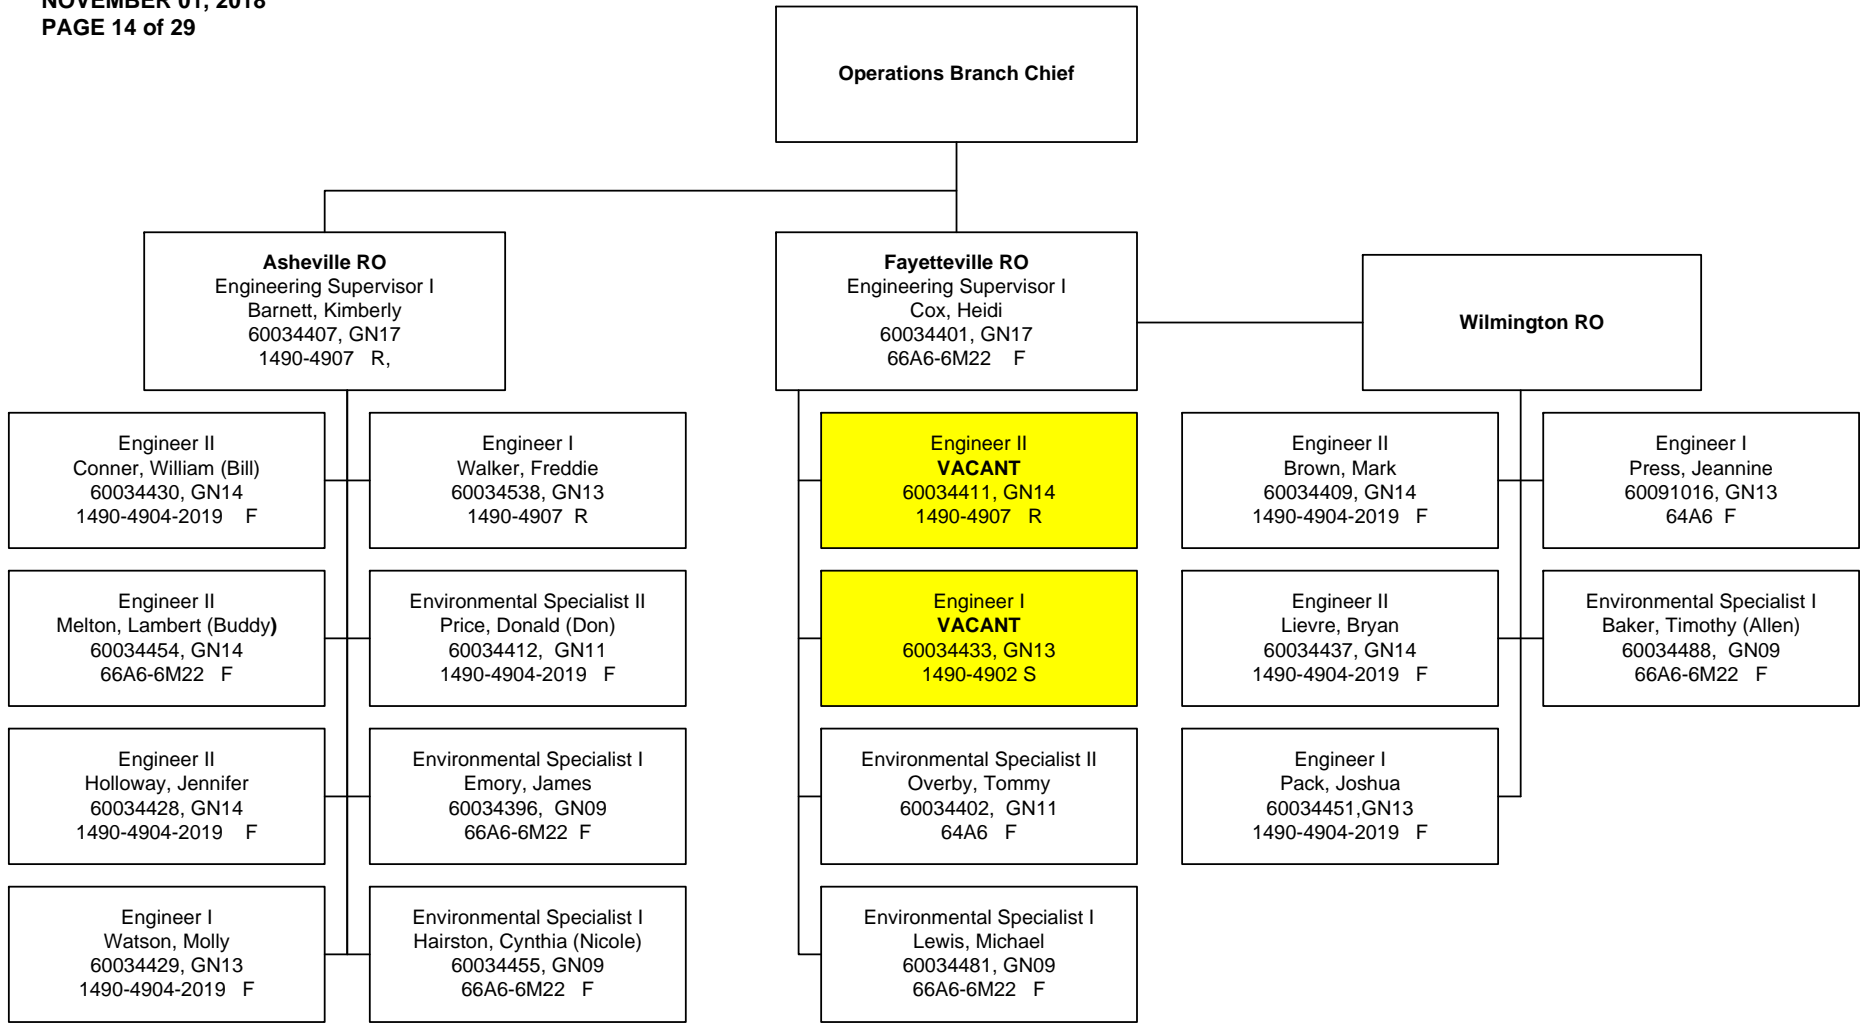 NOVEMBER 01, 2018
PAGE 14 of 29
Operations Branch Chief
Asheville RO
Engineering Supervisor I
Barnett, Kimberly
60034407, GN17
1490-4907 R,
Fayetteville RO
Engineering Supervisor I
Cox, Heidi
60034401, GN17
66A6-6M22 F
Wilmington RO
Engineer II
Conner, William (Bill)
60034430, GN14
1490-4904-2019 F
Engineer I
Walker, Freddie
60034538, GN13
1490-4907 R
Engineer II
VACANT
60034411, GN14
1490-4907 R
Engineer II
Brown, Mark
60034409, GN14
1490-4904-2019 F
Engineer I
Press, Jeannine
60091016, GN13
64A6 F
Engineer II
Melton, Lambert (Buddy)
60034454, GN14
66A6-6M22 F
Environmental Specialist II
Price, Donald (Don)
60034412, GN11
1490-4904-2019 F
Engineer I
VACANT
60034433, GN13
1490-4902 S
Engineer II
Lievre, Bryan
60034437, GN14
1490-4904-2019 F
Environmental Specialist I
Baker, Timothy (Allen)
60034488, GN09
66A6-6M22 F
Engineer II
Holloway, Jennifer
60034428, GN14
1490-4904-2019 F
Environmental Specialist I
Emory, James
60034396, GN09
66A6-6M22 F
Environmental Specialist II
Overby, Tommy
60034402, GN11
64A6 F
Engineer I
Pack, Joshua
60034451,GN13
1490-4904-2019 F
Engineer I
Watson, Molly
60034429, GN13
1490-4904-2019 F
Environmental Specialist I
Hairston, Cynthia (Nicole)
60034455, GN09
66A6-6M22 F
Environmental Specialist I
Lewis, Michael
60034481, GN09
66A6-6M22 F